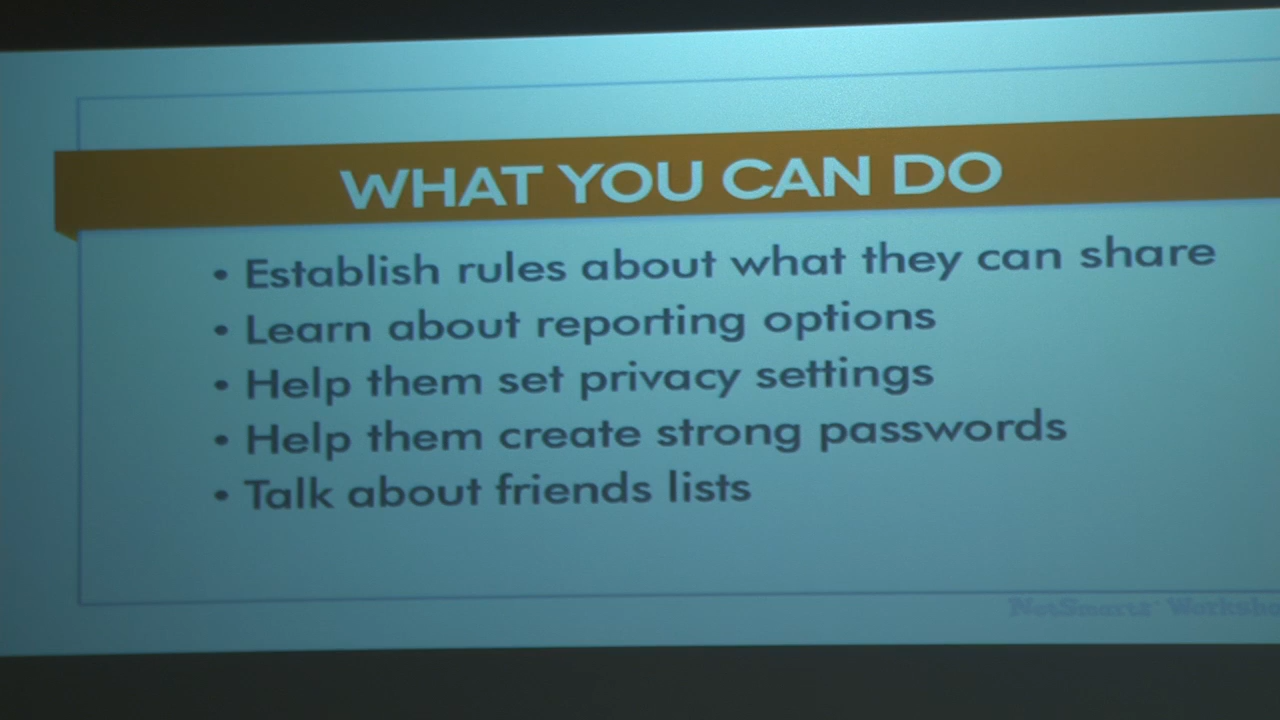 WHAT YOU CAN DO
• Establish rules about what they can share
• Learn about reporting options
• Help them set privacy settings
• Help them create strong passwords
• Talk about friends lists
NetSmartz